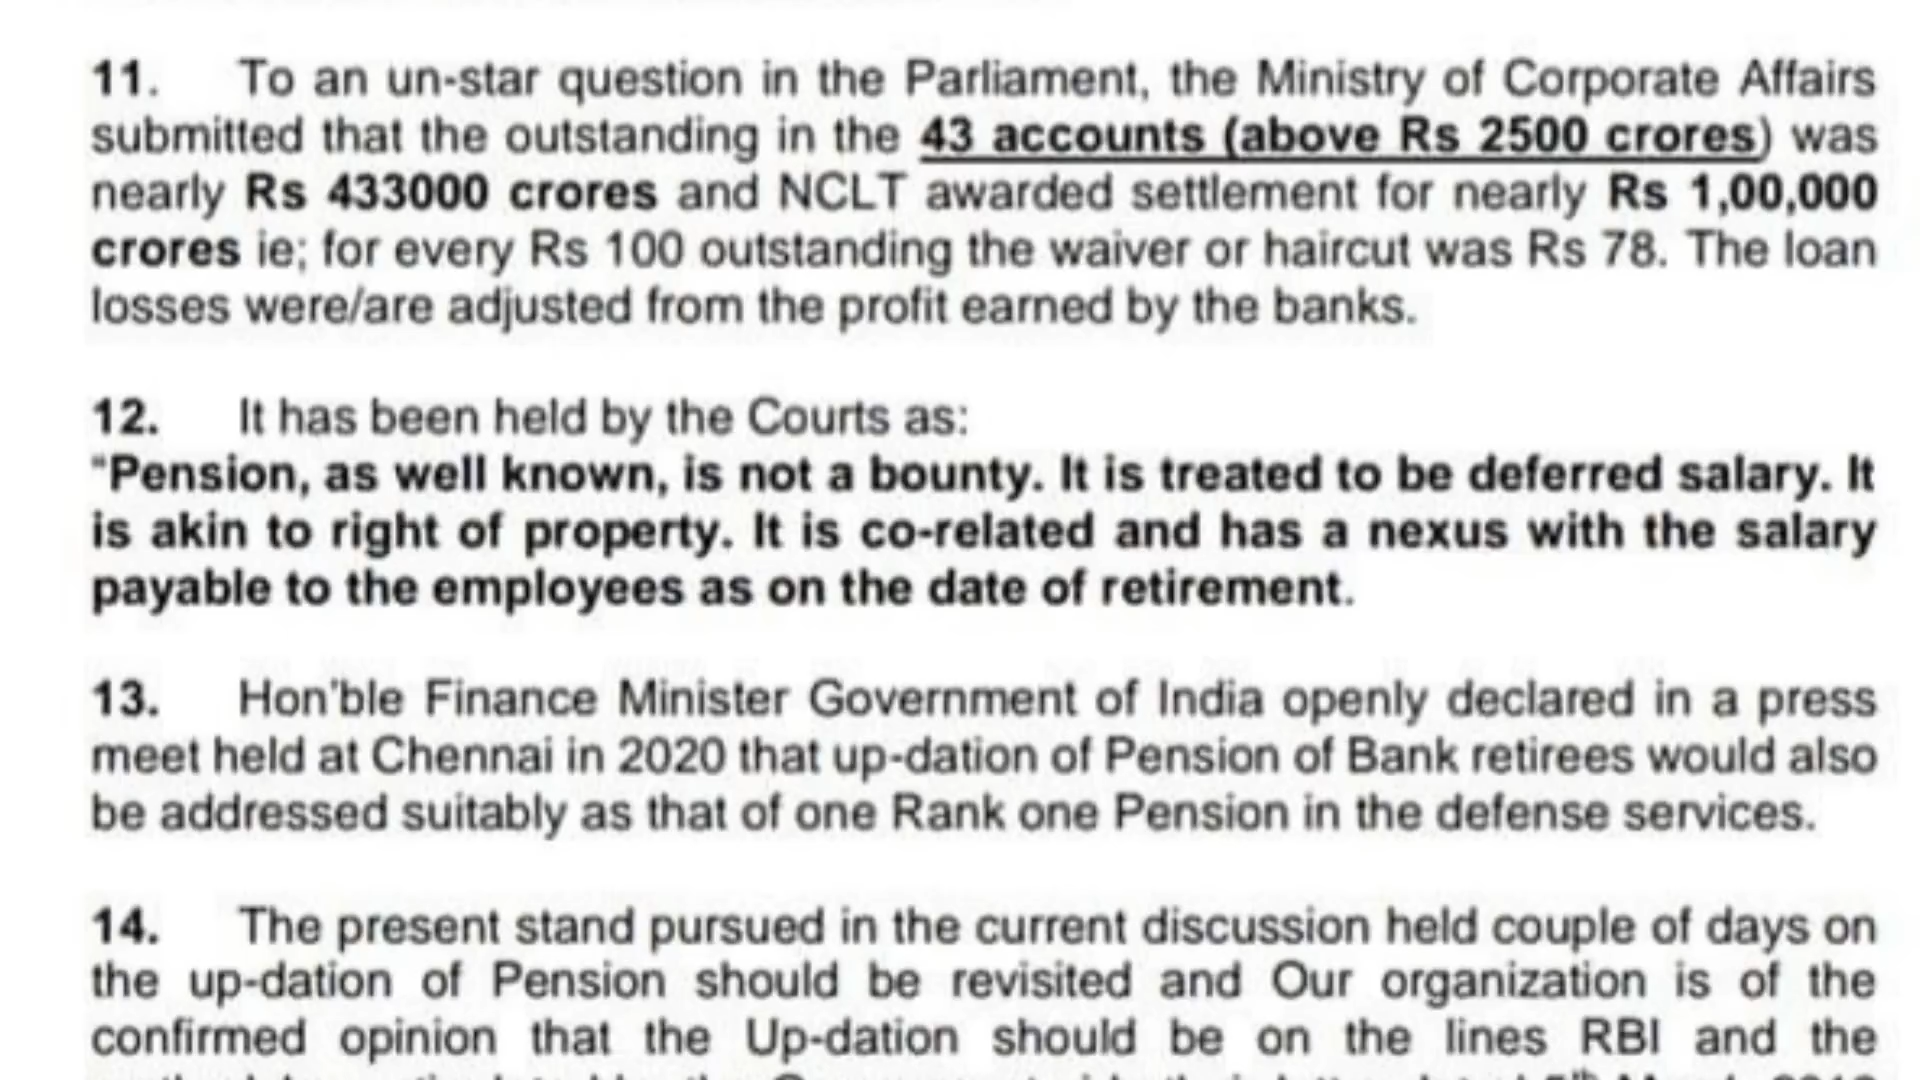 11. To an un-star question in the Parliament, the Ministry of Corporate Affairs
submitted that the outstanding in the 43 accounts (above Rs 2500 crores) was
nearly Rs 433000 crores and NCLT awarded settlement for nearly Rs 1,00,000
crores ie; for every Rs 100 outstanding the waiver or haircut was Rs 78. The loan
losses were/are adjusted from the profit earned by the banks.
12. It has been held by the Courts as:
“Pension, as well known, is not a bounty. It is treated to be deferred salary. It
is akin to right of property. It is co-related and has a nexus with the salary
payable to the employees as on the date of retirement.
13. Hon'ble Finance Minister Government of India openly declared in a press
meet held at Chennai in 2020 that up-dation of Pension of Bank retirees would also
be addressed suitably as that of one Rank one Pension in the defense services.
14. The present stand pursued in the current discussion held couple of days on
the up-dation of Pension should be revisited and Our organization is of the
confirmed opinion that the Up-dation should be on the lines RBI and the